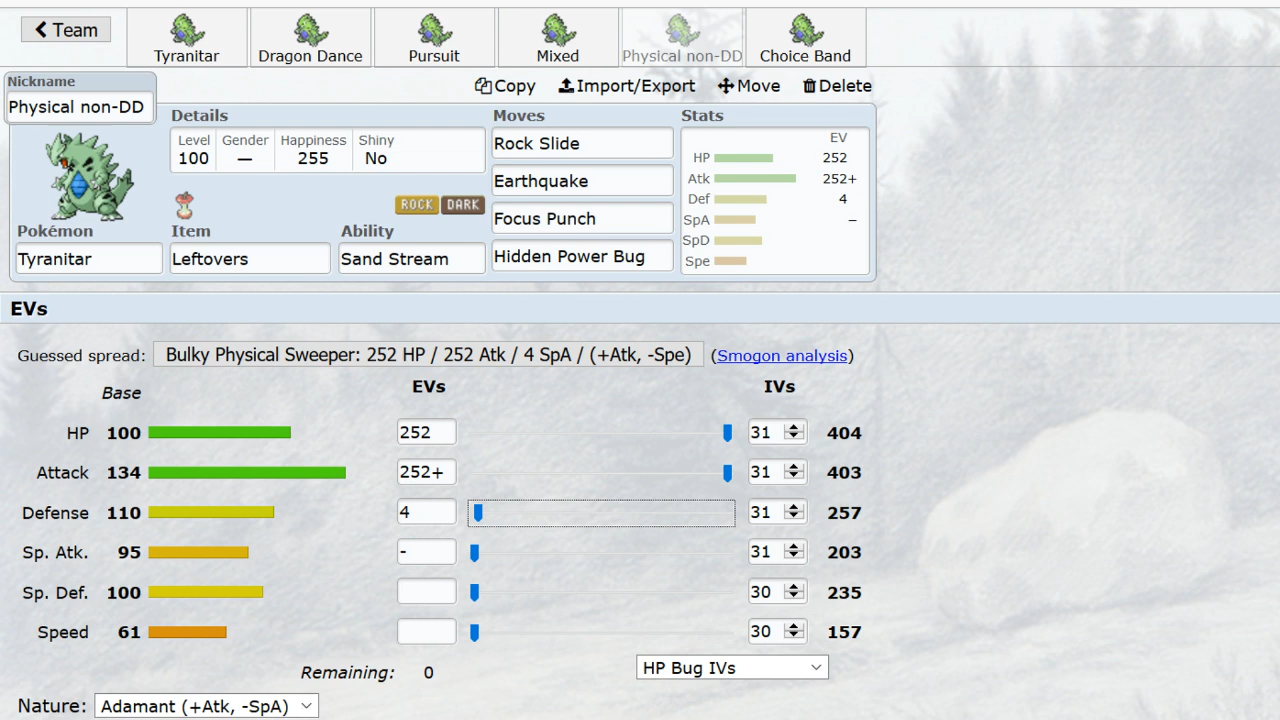 Team
Tyranitar
Dragon Dance
Pursuit
Mixed
Physical non-DD
Choice Band
Copy
Import/Export
Move
Delete
Nickname
Physical non-DD
Details
Level Gender Happiness Shiny
100 — 255 No
ROCK DARK
Pokémon
Tyranitar
Item
Leftovers
Ability
Sand Stream
Moves
Rock Slide
Earthquake
Focus Punch
Hidden Power Bug
Stats
EV
HP 252
Atk 252+
Def 4
SpA –
SpD
Spe
EVs
Guessed spread: Bulky Physical Sweeper: 252 HP / 252 Atk / 4 SpA / (+Atk, -Spe) (Smogon analysis)
Base EVs IVs
HP 100 252 31 404
Attack 134 252+ 31 403
Defense 110 4 31 257
Sp. Atk. 95 - 31 203
Sp. Def. 100 30 235
Speed 61 30 157
Remaining: 0 HP Bug IVs
Nature: Adamant (+Atk, -SpA)